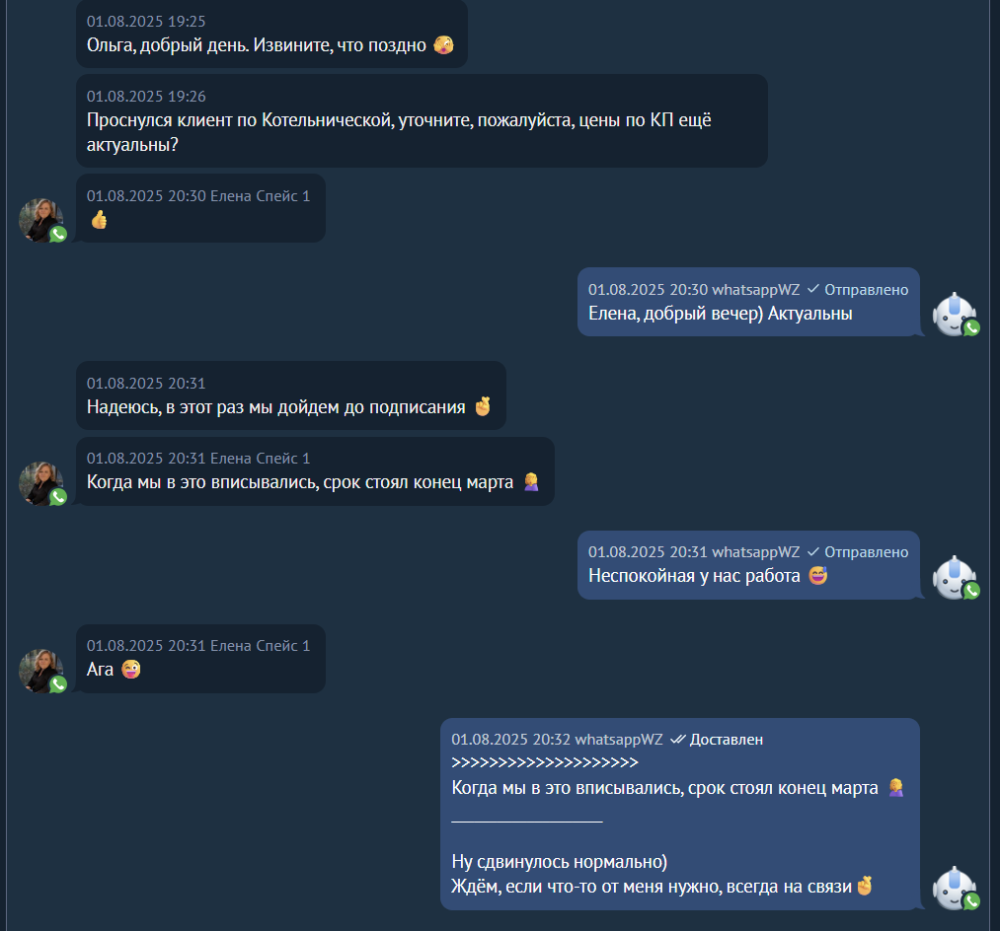 01.08.2025 19:25
Ольга, добрый день. Извините, что поздно 🫣
01.08.2025 19:26
Проснулся клиент по Котельнической, уточните, пожалуйста, цены по КП ещё
актуальны?
01.08.2025 20:30 Елена Спейс 1
👍
01.08.2025 20:30 whatsappWZ ✓ Отправлено
Елена, добрый вечер) Актуальны
01.08.2025 20:31
Надеюсь, в этот раз мы дойдем до подписания 🤞
01.08.2025 20:31 Елена Спейс 1
Когда мы в это вписывались, срок стоял конец марта 🤦‍♀️
01.08.2025 20:31 whatsappWZ ✓ Отправлено
Неспокойная у нас работа 😅
01.08.2025 20:31 Елена Спейс 1
Ага 😜
01.08.2025 20:32 whatsappWZ ✓✓ Доставлен
>>>>>>>>>>>>>>>>>>>>
Когда мы в это вписывались, срок стоял конец марта 🤦‍♀️
__________________
Ну сдвинулось нормально)
Ждём, если что-то от меня нужно, всегда на связи🤞